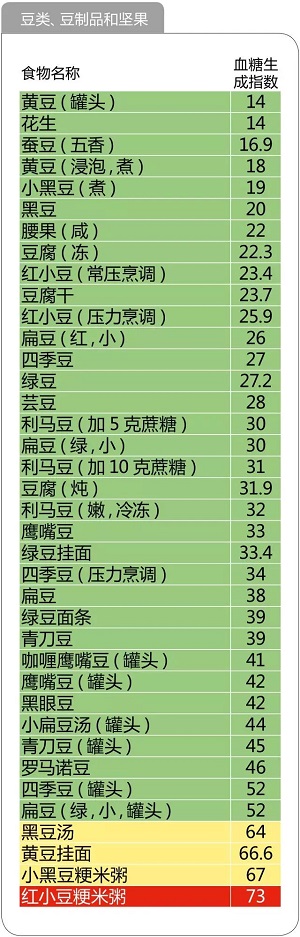 豆类、豆制品和坚果
食物名称 血糖生成指数
黄豆(罐头) 14
花生 14
蚕豆(五香) 16.9
黄豆(浸泡,煮) 18
小黑豆(煮) 19
黑豆 20
腰果(咸) 22
豆腐(冻) 22.3
红小豆(常压烹调) 23.4
豆腐干 23.7
红小豆(压力烹调) 25.9
扁豆(红,小) 26
四季豆 27
绿豆 27.2
芸豆 28
利马豆(加5克蔗糖) 30
扁豆(绿,小) 30
利马豆(加10克蔗糖) 31
豆腐(炖) 31.9
利马豆(嫩,冷冻) 32
鹰嘴豆 33
绿豆挂面 33.4
四季豆(压力烹调) 34
扁豆 38
绿豆面条 39
青刀豆 39
咖喱鹰嘴豆(罐头) 41
鹰嘴豆(罐头) 42
黑眼豆 42
小扁豆汤(罐头) 44
青刀豆(罐头) 45
罗马诺豆 46
四季豆(罐头) 52
扁豆(绿,小,罐头) 52
黑豆汤 64
黄豆挂面 66.6
小黑豆粳米粥 67
红小豆粳米粥 73